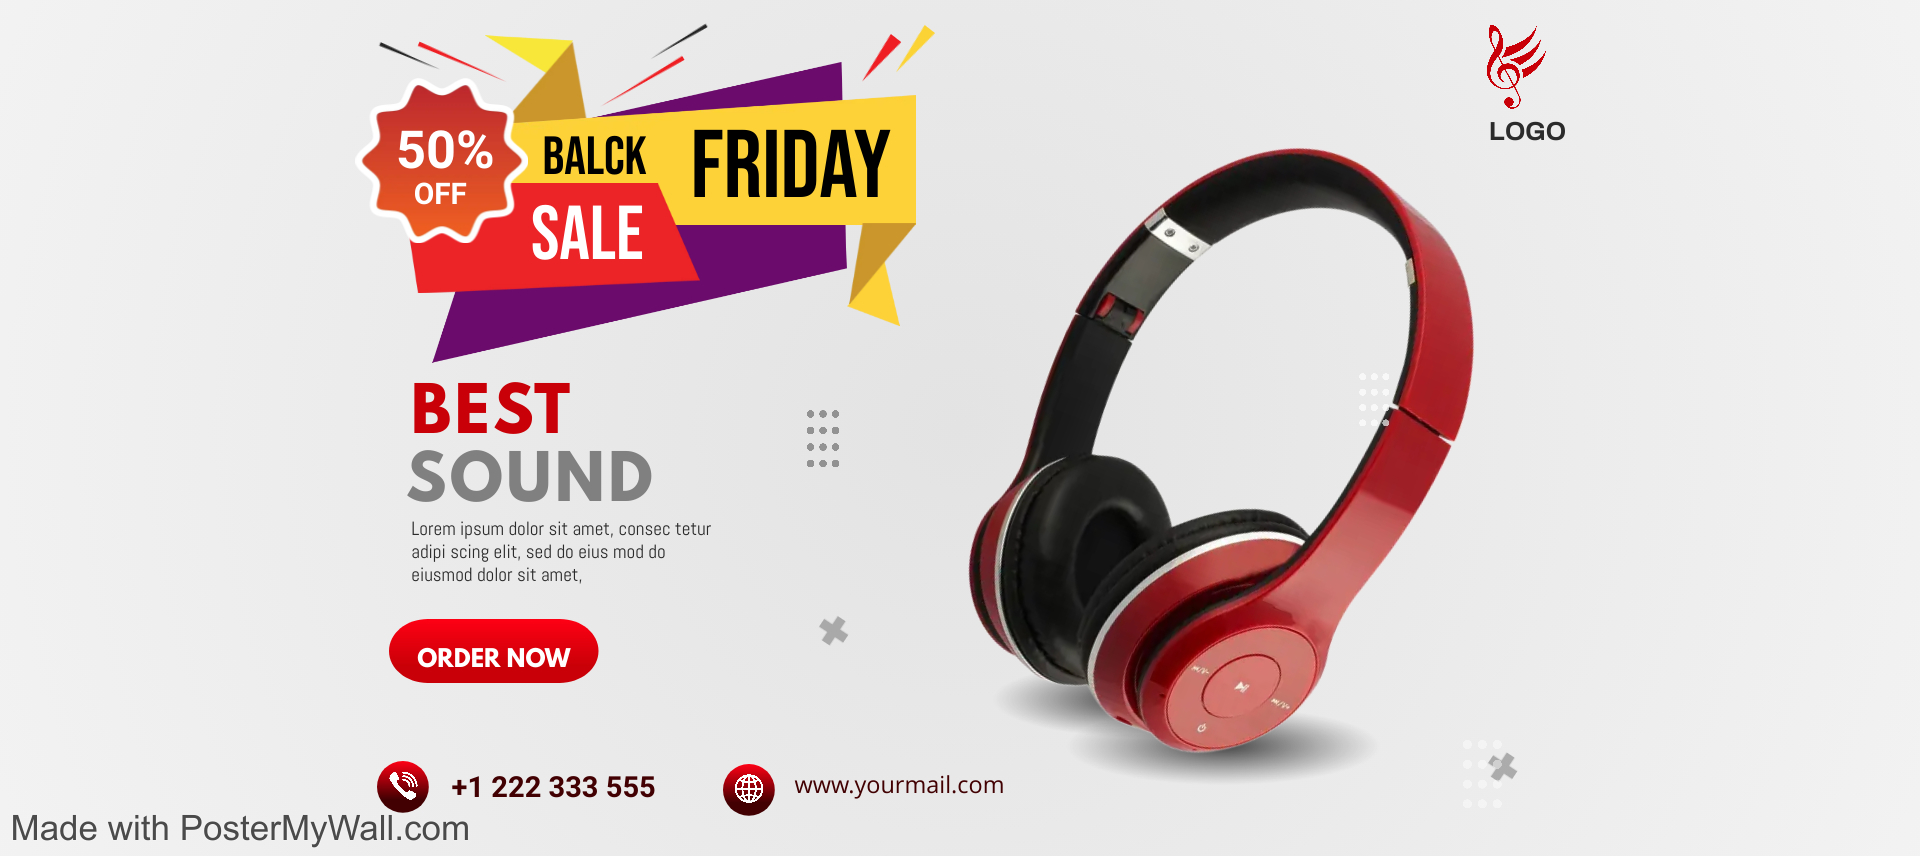 50%
OFF
BALCK
FRIDAY
SALE
LOGO
BEST
SOUND
Lorem ipsum dolor sit amet, consec tetur
adipi scing elit, sed do eius mod do
eiusmod dolor sit amet,
ORDER NOW
+1 222 333 555
www.yourmail.com
Made with PosterMyWall.com